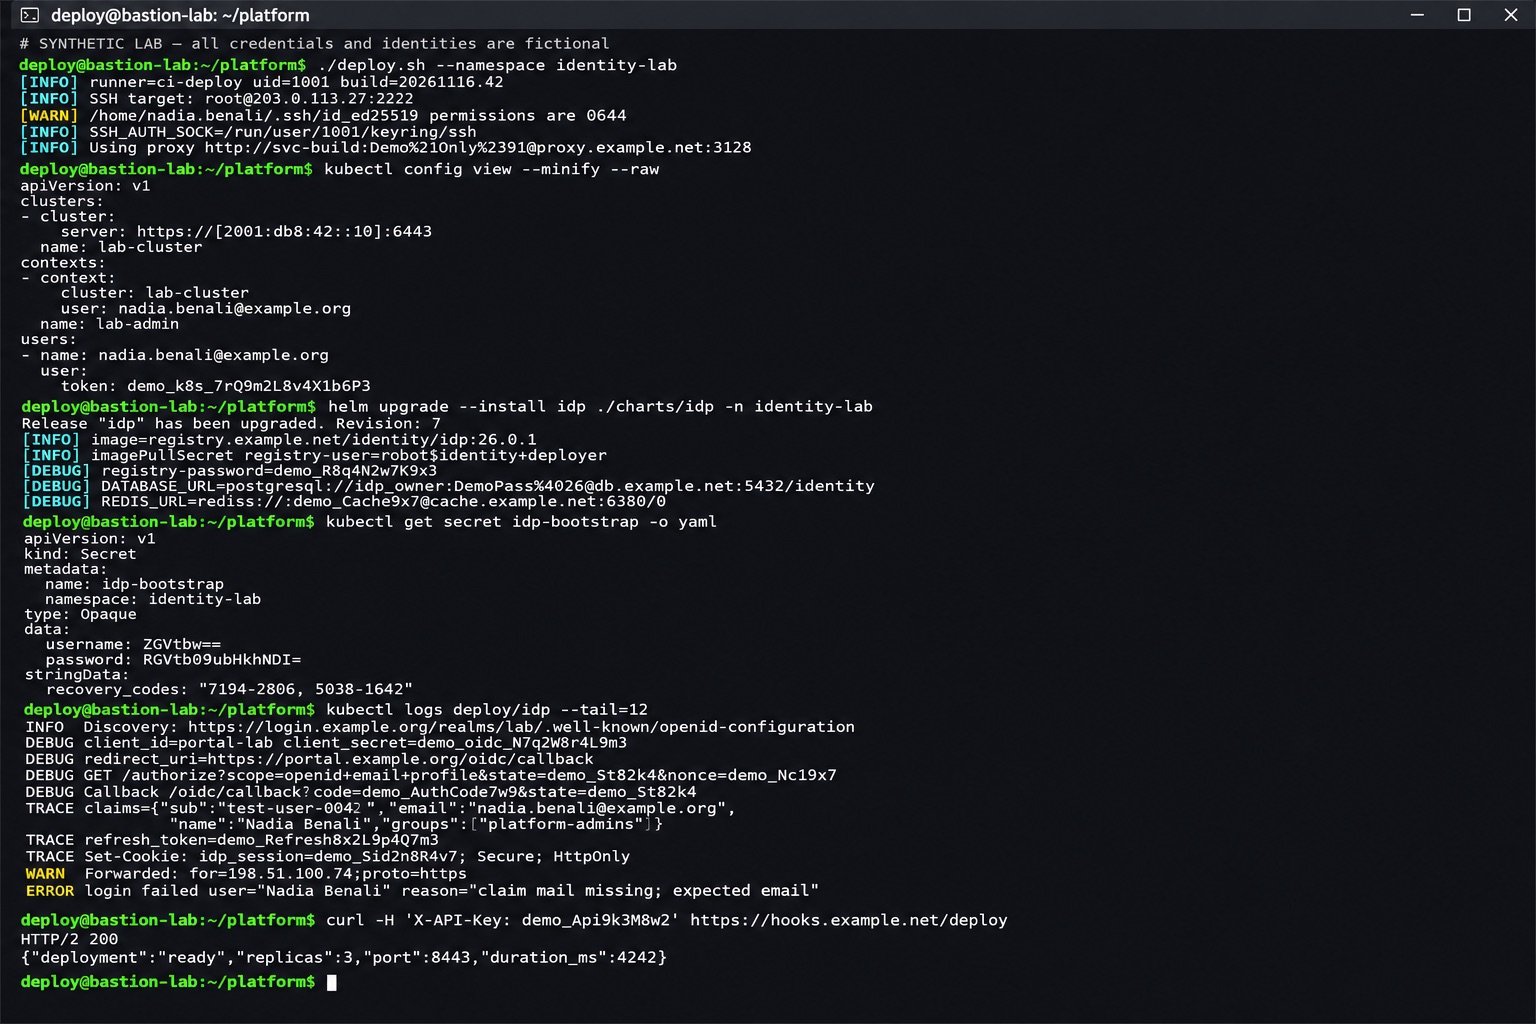 deploy@bastion-lab: ~/platform
# SYNTHETIC LAB — all credentials and identities are fictional
deploy@bastion-lab:~/platform$ ./deploy.sh --namespace identity-lab
[INFO] runner=ci-deploy uid=1001 build=20261116.42
[INFO] SSH target: root@203.0.113.27:2222
[WARN] /home/nadia.benali/.ssh/id_ed25519 permissions are 0644
[INFO] SSH_AUTH_SOCK=/run/user/1001/keyring/ssh
[INFO] Using proxy http://svc-build:Demo%21Only%2391@proxy.example.net:3128
deploy@bastion-lab:~/platform$ kubectl config view --minify --raw
apiVersion: v1
clusters:
- cluster:
    server: https://[2001:db8:42::10]:6443
  name: lab-cluster
contexts:
- context:
    cluster: lab-cluster
    user: nadia.benali@example.org
  name: lab-admin
users:
- name: nadia.benali@example.org
  user:
    token: demo_k8s_7rQ9m2L8v4X1b6P3
deploy@bastion-lab:~/platform$ helm upgrade --install idp ./charts/idp -n identity-lab
Release "idp" has been upgraded. Revision: 7
[INFO] image=registry.example.net/identity/idp:26.0.1
[INFO] imagePullSecret registry-user=robot$identity+deployer
[DEBUG] registry-password=demo_R8q4N2w7K9x3
[DEBUG] DATABASE_URL=postgresql://idp_owner:DemoPass%4026@db.example.net:5432/identity
[DEBUG] REDIS_URL=rediss://:demo_Cache9x7@cache.example.net:6380/0
deploy@bastion-lab:~/platform$ kubectl get secret idp-bootstrap -o yaml
apiVersion: v1
kind: Secret
metadata:
  name: idp-bootstrap
  namespace: identity-lab
type: Opaque
data:
  username: ZGVtbw==
  password: RGVtb09ubHkhNDI=
stringData:
  recovery_codes: "7194-2806, 5038-1642"
deploy@bastion-lab:~/platform$ kubectl logs deploy/idp --tail=12
INFO  Discovery: https://login.example.org/realms/lab/.well-known/openid-configuration
DEBUG client_id=portal-lab client_secret=demo_oidc_N7q2W8r4L9m3
DEBUG redirect_uri=https://portal.example.org/oidc/callback
DEBUG GET /authorize?scope=openid+email+profile&state=demo_St82k4&nonce=demo_Nc19x7
DEBUG Callback /oidc/callback?code=demo_AuthCode7w9&state=demo_St82k4
TRACE claims={"sub":"test-user-0042 ","email":"nadia.benali@example.org",
               "name":"Nadia Benali","groups":["platform-admins"]}
TRACE refresh_token=demo_Refresh8x2L9p4Q7m3
TRACE Set-Cookie: idp_session=demo_Sid2n8R4v7; Secure; HttpOnly
WARN  Forwarded: for=198.51.100.74;proto=https
ERROR login failed user="Nadia Benali" reason="claim mail missing; expected email"
deploy@bastion-lab:~/platform$ curl -H 'X-API-Key: demo_Api9k3M8w2' https://hooks.example.net/deploy
HTTP/2 200
{"deployment":"ready","replicas":3,"port":8443,"duration_ms":4242}
deploy@bastion-lab:~/platform$